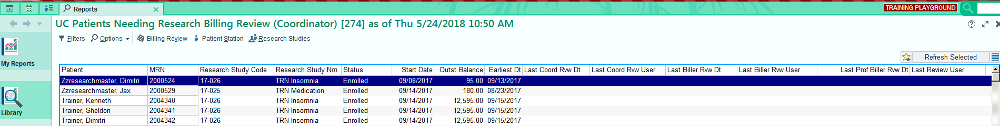 Reports
TRAINING PLAYGROUND
UC Patients Needing Research Billing Review (Coordinator) [274] as of Thu 5/24/2018 10:50 AM
Filters Options Billing Review Patient Station Research Studies
My Reports
Library
Refresh Selected
Patient MRN Research Study Code Research Study Nm Status Start Date Outst Balance Earliest Dt Last Coord Rvw Dt Last Coord Rvw User Last Biller Rvw Dt Last Biller Rvw User Last Prof Biller Rvw Dt Last Review User
Zzresearchmaster, Dimitri 2000524 17-026 TRN Insomnia Enrolled 09/08/2017 95.00 09/13/2017
Zzresearchmaster, Jax 2000529 17-025 TRN Medication Enrolled 09/14/2017 180.00 08/23/2017
Trainer, Kenneth 2004340 17-026 TRN Insomnia Enrolled 09/14/2017 12,595.00 09/15/2017
Trainer, Sheldon 2004341 17-026 TRN Insomnia Enrolled 09/14/2017 12,595.00 09/15/2017
Trainer, Dimitri 2004342 17-026 TRN Insomnia Enrolled 09/14/2017 12,595.00 09/15/2017